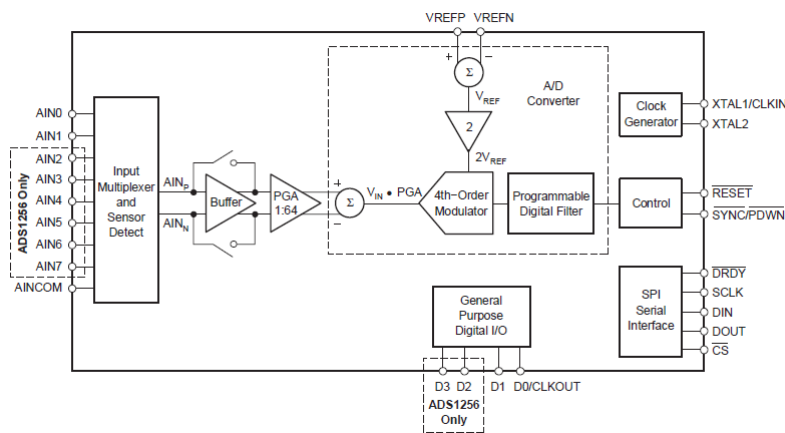 VREFP VREFN
+ −
Σ
A/D
Converter
VREF
2
2VREF
AIN0
AIN1
AIN2
AIN3
AIN4
AIN5
AIN6
AIN7
AINCOM
ADS1256 Only
Input
Multiplexer
and
Sensor
Detect
AINP
AINN
Buffer
PGA
1:64
+
Σ
−
VIN • PGA
4th−Order
Modulator
Programmable
Digital Filter
Clock
Generator
XTAL1/CLKIN
XTAL2
Control
RESET
SYNC/PDWN
SPI
Serial
Interface
DRDY
SCLK
DIN
DOUT
CS
General
Purpose
Digital I/O
D3 D2 D1 D0/CLKOUT
ADS1256
Only